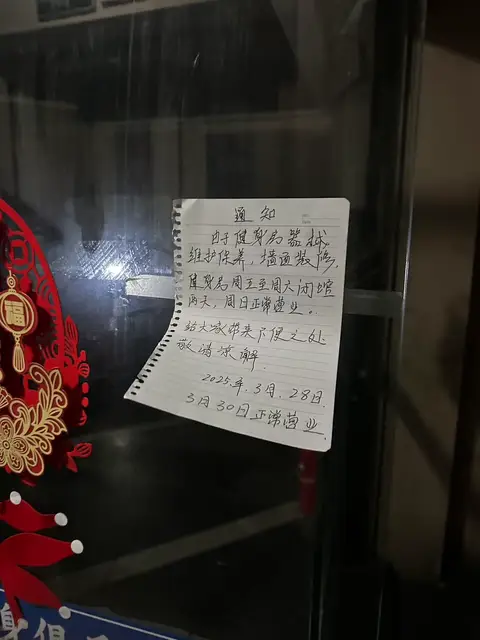 通知
由于健身房器械
维护保养，墙面装修，
健身房周五至周六闭馆
两天，周日正常营业。
给大家带来不便之处
敬请谅解
2025年.3月.28日.
3月30日正常营业
福
身俱